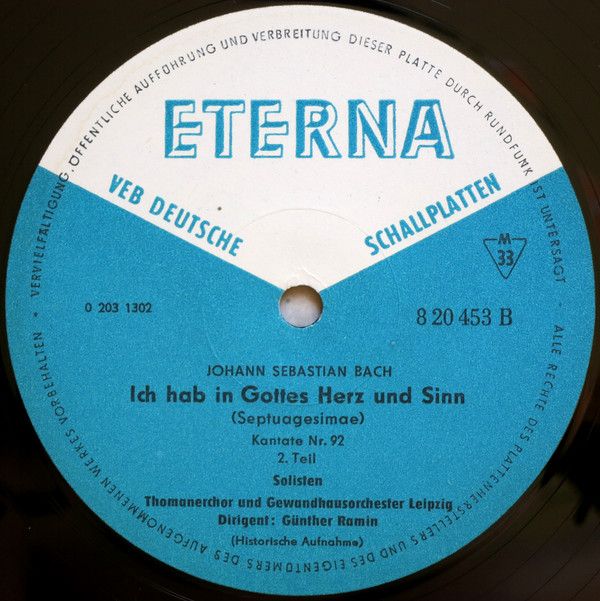 ALLE RECHTE DES PLATTENHERSTELLERS UND DES EIGENTÜMERS DES AUFGENOMMENEN WERKES VORBEHALTEN • VERVIELFÄLTIGUNG, ÖFFENTLICHE AUFFÜHRUNG UND VERBREITUNG DIESER PLATTE DURCH RUNDFUNK IST UNTERSAGT •
ETERNA
VEB DEUTSCHE SCHALLPLATTEN
M
33
0 203 1302
8 20 453 B
JOHANN SEBASTIAN BACH
Ich hab in Gottes Herz und Sinn
(Septuagesimae)
Kantate Nr. 92
2. Teil
Solisten
Thomanerchor und Gewandhausorchester Leipzig
Dirigent: Günther Ramin
(Historische Aufnahme)